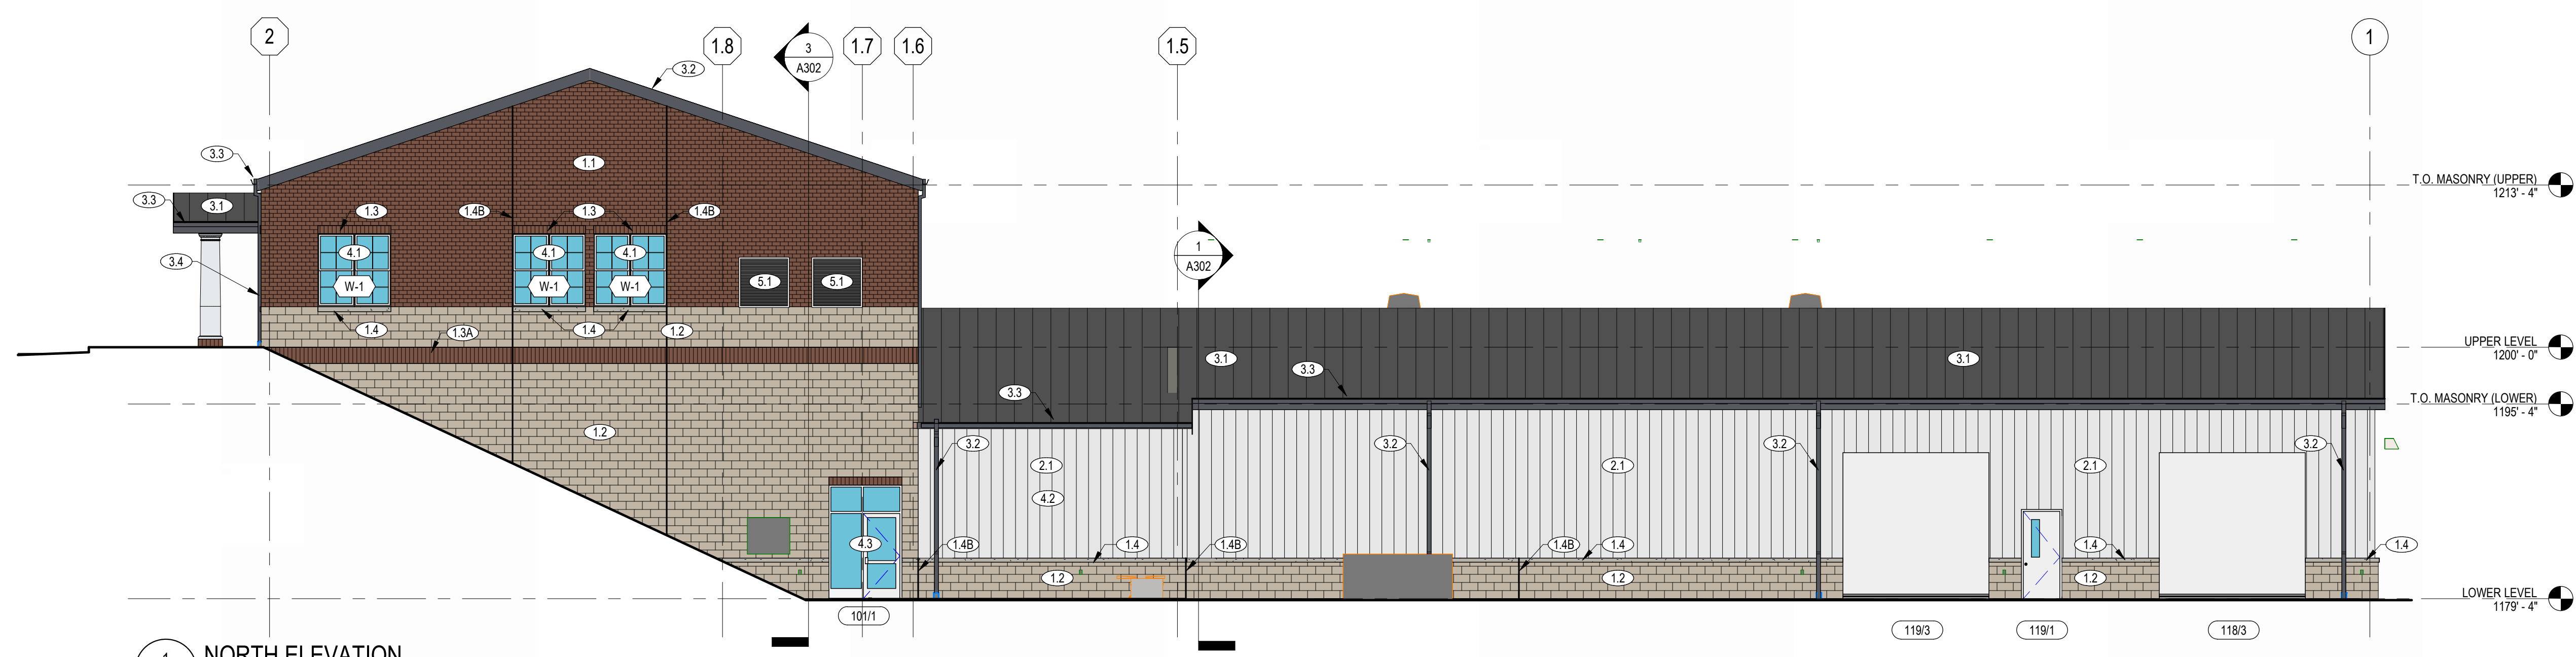 2
1.8
3
A302
1.7
1.6
1.5
1
3.2
3.3
1.1
T.O. MASONRY (UPPER)
1213' - 4"
3.3
3.1
1.3
1.4B
1.3
1.4B
4.1
4.1
4.1
1
A302
3.4
W-1
W-1
W-1
5.1
5.1
1.4
1.3A
1.4
1.2
UPPER LEVEL
1200' - 0"
3.1
3.1
3.3
3.3
T.O. MASONRY (LOWER)
1195' - 4"
1.2
3.2
3.2
3.2
3.2
2.1
2.1
2.1
4.2
4.3
1.4B
1.4
1.4B
1.4B
1.4
1.4
1.4
1.2
1.2
1.2
LOWER LEVEL
1179' - 4"
101/1
119/3
119/1
118/3
1
NORTH ELEVATION